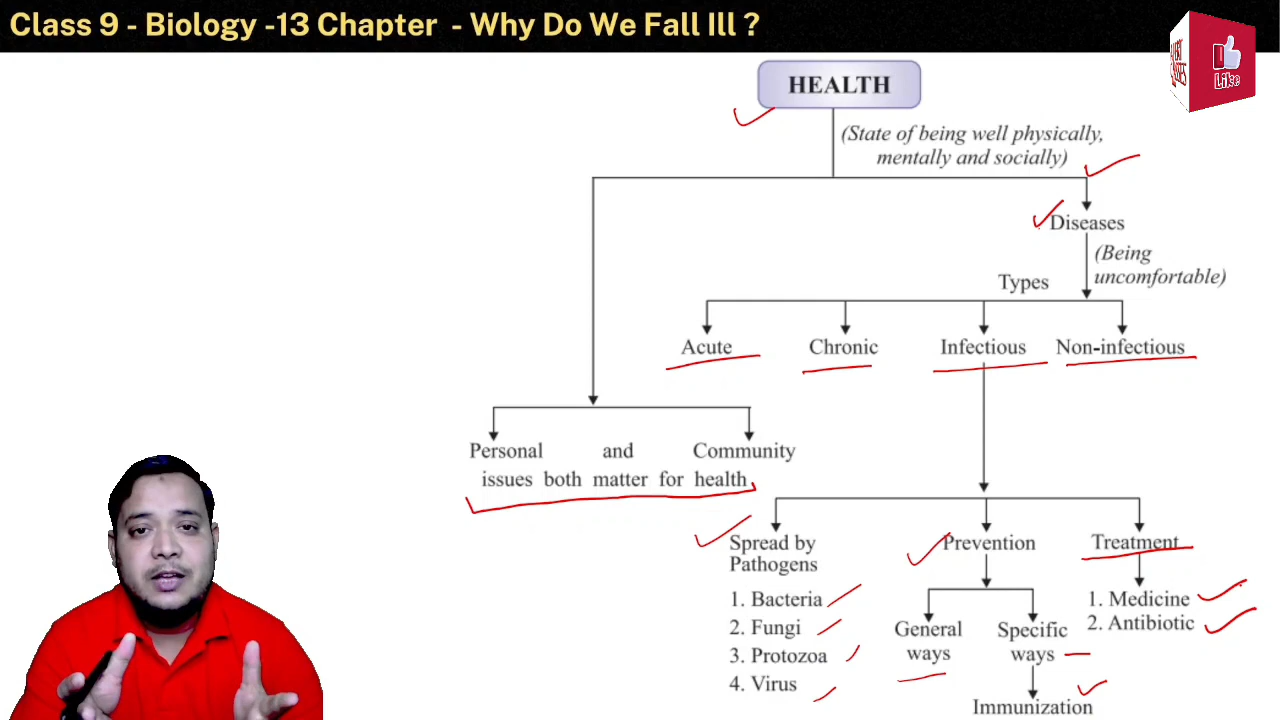 Class 9 - Biology -13 Chapter - Why Do We Fall Ill ?
Like
HEALTH
(State of being well physically,
mentally and socially)
Diseases
(Being
uncomfortable)
Types
Acute
Chronic
Infectious
Non-infectious
Personal and Community
issues both matter for health
Spread by
Pathogens
1. Bacteria
2. Fungi
3. Protozoa
4. Virus
Prevention
General
ways
Specific
ways
Immunization
Treatment
1. Medicine
2. Antibiotic